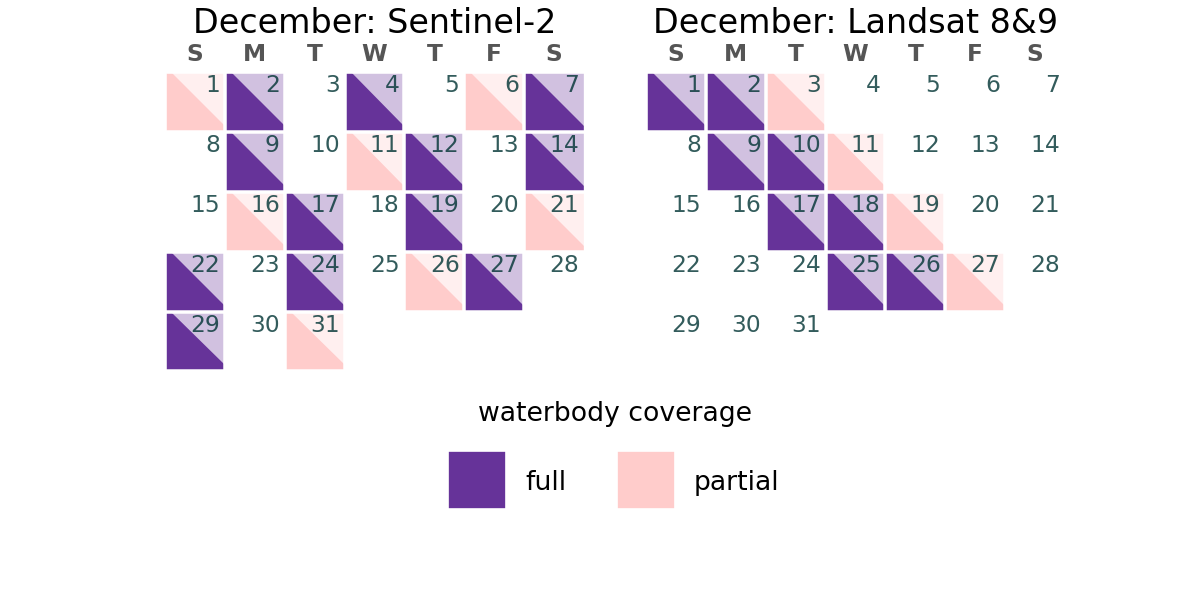 December: Sentinel-2
S M T W T F S
1 2 3 4 5 6 7
8 9 10 11 12 13 14
15 16 17 18 19 20 21
22 23 24 25 26 27 28
29 30 31
December: Landsat 8&9
S M T W T F S
1 2 3 4 5 6 7
8 9 10 11 12 13 14
15 16 17 18 19 20 21
22 23 24 25 26 27 28
29 30 31
waterbody coverage
full
partial